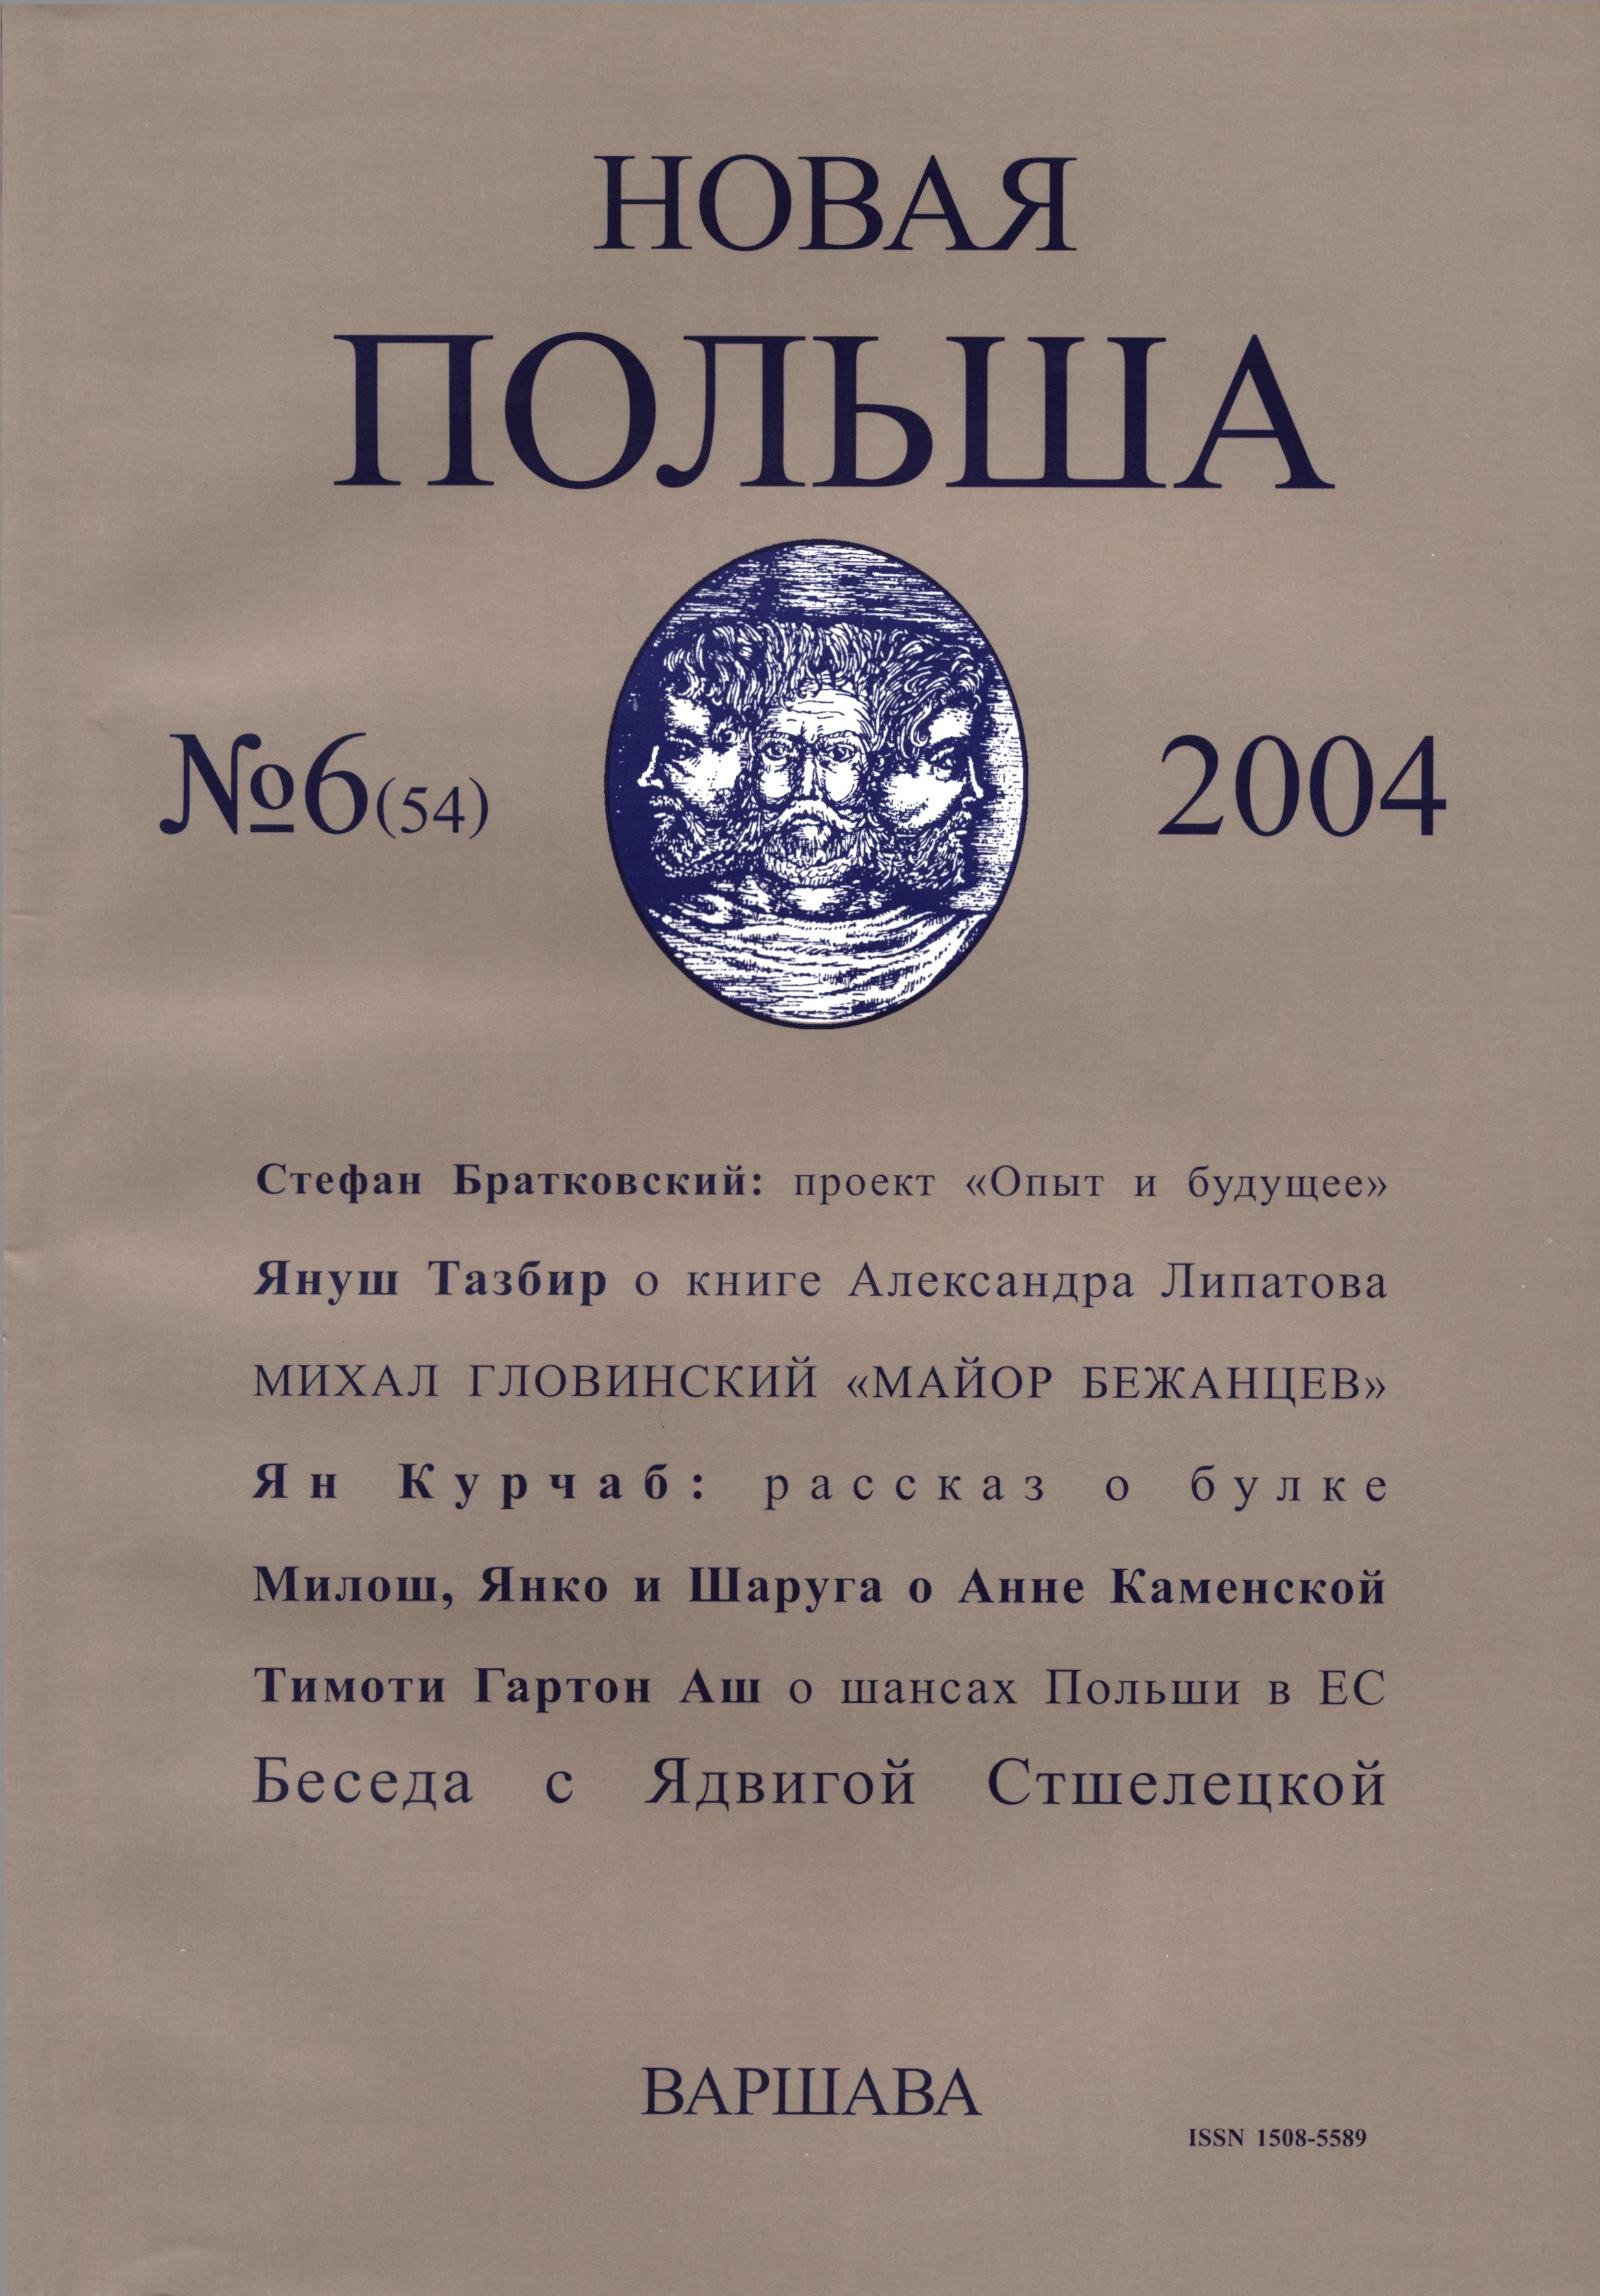 НОВАЯ
ПОЛЬША
№6(54)
2004
Стефан Братковский: проект «Опыт и будущее»
Януш Тазбир о книге Александра Липатова
МИХАЛ ГЛОВИНСКИЙ «МАЙОР БЕЖАНЦЕВ»
Ян Курчаб: рассказ о булке
Милош, Янко и Шаруга о Анне Каменской
Тимоти Гартон Аш о шансах Польши в ЕС
Беседа с Ядвигой Стшелецкой
ВАРШАВА
ISSN 1508-5589